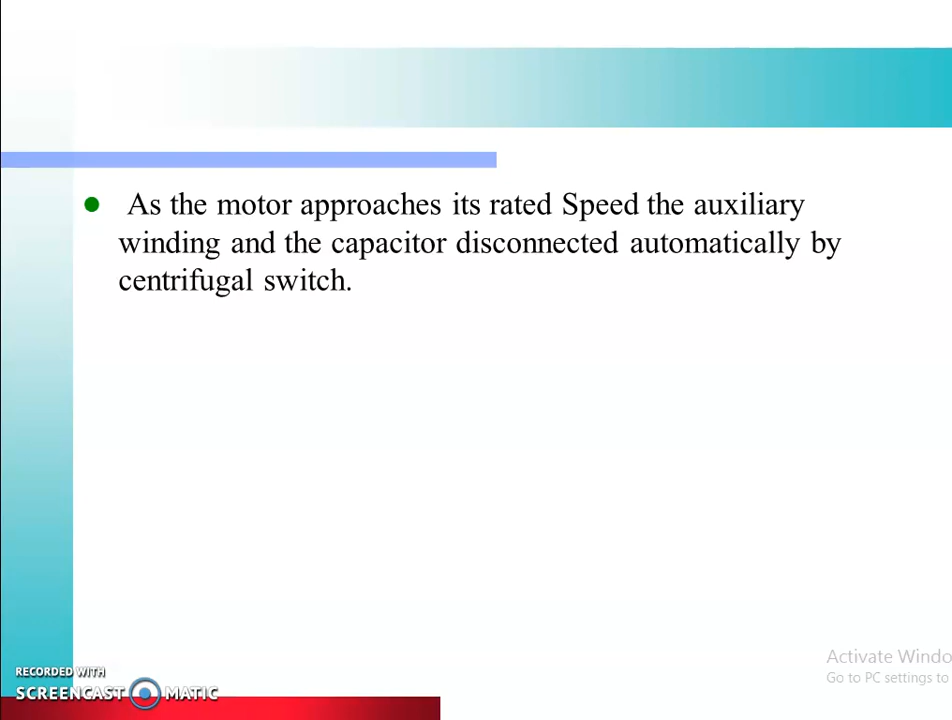 As the motor approaches its rated Speed the auxiliary
winding and the capacitor disconnected automatically by
centrifugal switch.
Activate Windo
Go to PC settings to
RECORDED WITH
SCREENCAST MATIC